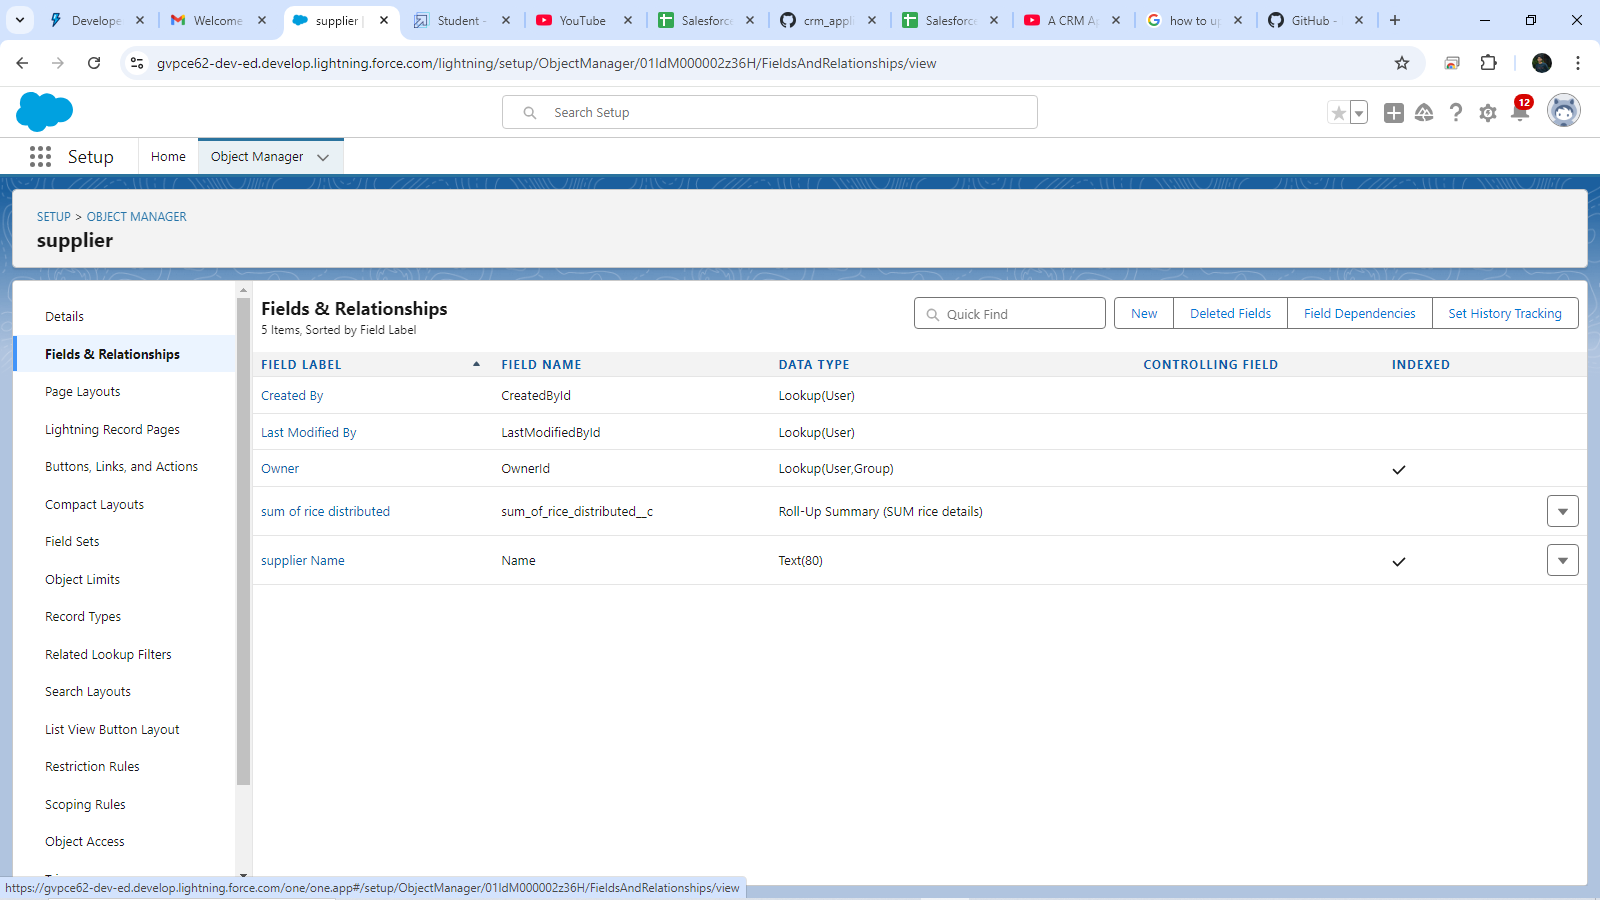 Develope
Welcome
supplier |
Student -
YouTube
Salesforce
crm_appli
Salesforce
A CRM Ap
how to up
GitHub -
gvpce62-dev-ed.develop.lightning.force.com/lightning/setup/ObjectManager/01IdM000002z36H/FieldsAndRelationships/view
Search Setup
12
Setup
Home
Object Manager
SETUP > OBJECT MANAGER
supplier
Details
Fields & Relationships
Page Layouts
Lightning Record Pages
Buttons, Links, and Actions
Compact Layouts
Field Sets
Object Limits
Record Types
Related Lookup Filters
Search Layouts
List View Button Layout
Restriction Rules
Scoping Rules
Object Access
Fields & Relationships
5 Items, Sorted by Field Label
Quick Find
New
Deleted Fields
Field Dependencies
Set History Tracking
FIELD LABEL FIELD NAME DATA TYPE CONTROLLING FIELD INDEXED
Created By CreatedById Lookup(User)
Last Modified By LastModifiedById Lookup(User)
Owner OwnerId Lookup(User,Group)
sum of rice distributed sum_of_rice_distributed__c Roll-Up Summary (SUM rice details)
supplier Name Name Text(80)
https://gvpce62-dev-ed.develop.lightning.force.com/one/one.app#/setup/ObjectManager/01IdM000002z36H/FieldsAndRelationships/view